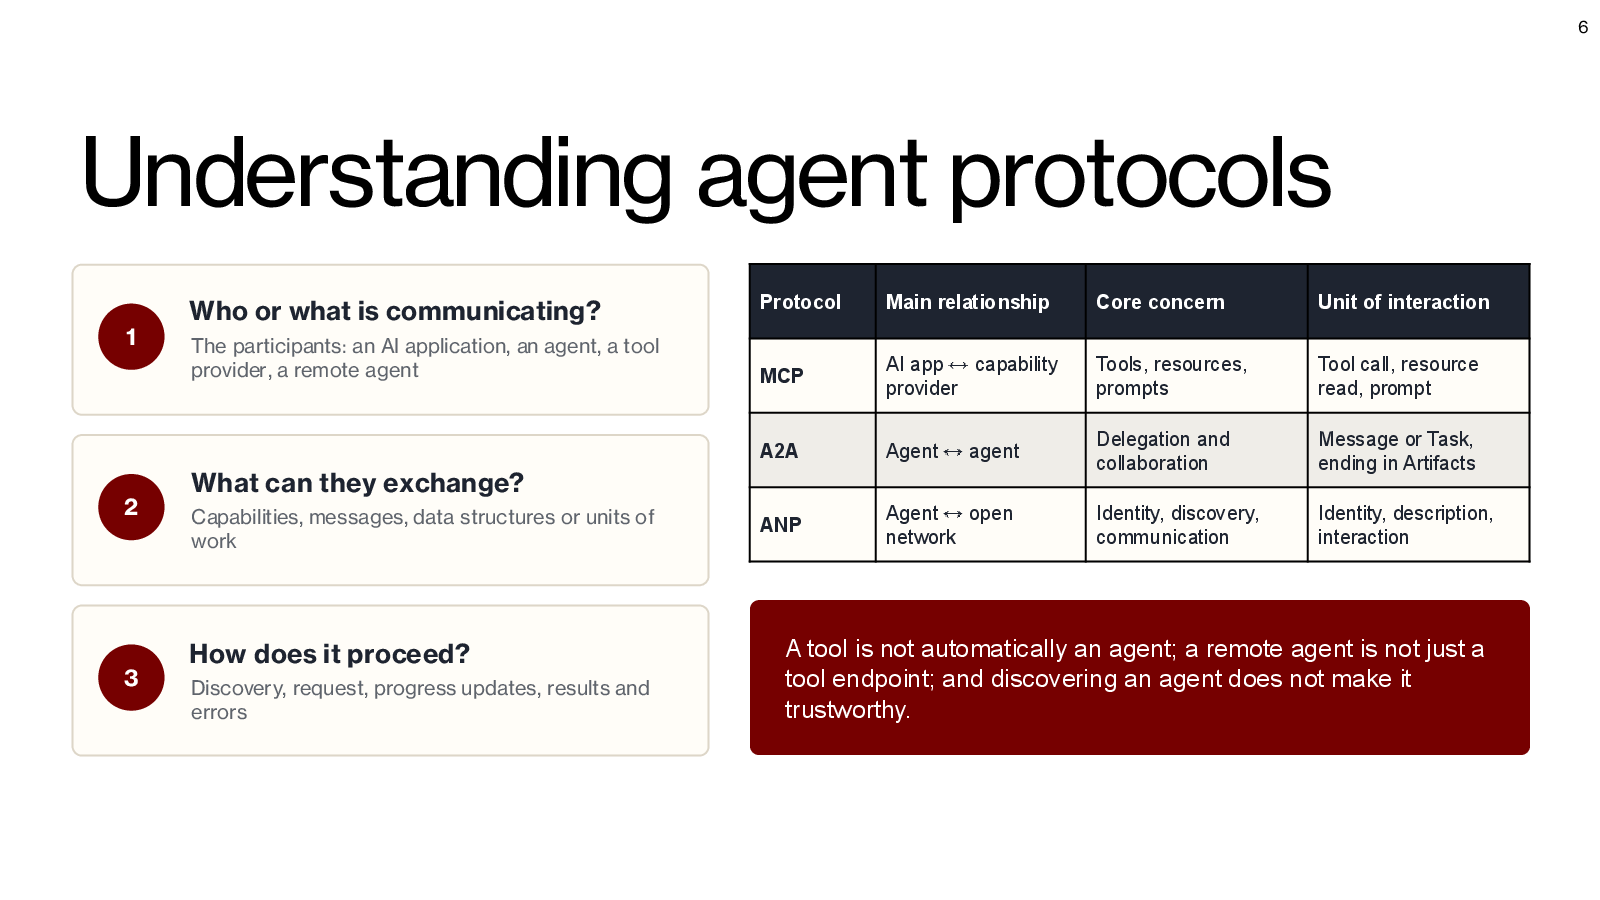 6
Understanding agent protocols
1
Who or what is communicating?
The participants: an AI application, an agent, a tool
provider, a remote agent
2
What can they exchange?
Capabilities, messages, data structures or units of
work
3
How does it proceed?
Discovery, request, progress updates, results and
errors
Protocol Main relationship Core concern Unit of interaction
MCP AI app ↔ capability provider Tools, resources, prompts Tool call, resource read, prompt
A2A Agent ↔ agent Delegation and collaboration Message or Task, ending in Artifacts
ANP Agent ↔ open network Identity, discovery, communication Identity, description, interaction
A tool is not automatically an agent; a remote agent is not just a
tool endpoint; and discovering an agent does not make it
trustworthy.